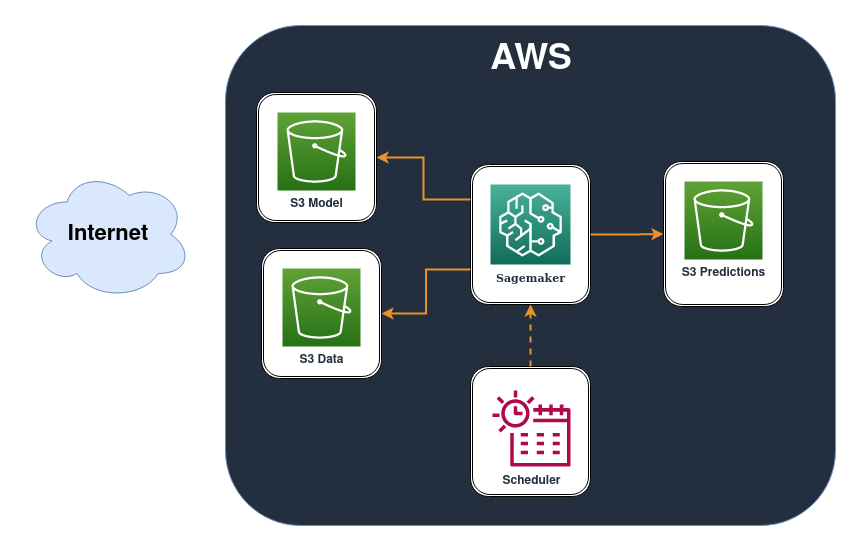 AWS
S3 Model
Internet
Sagemaker
S3 Predictions
S3 Data
Scheduler